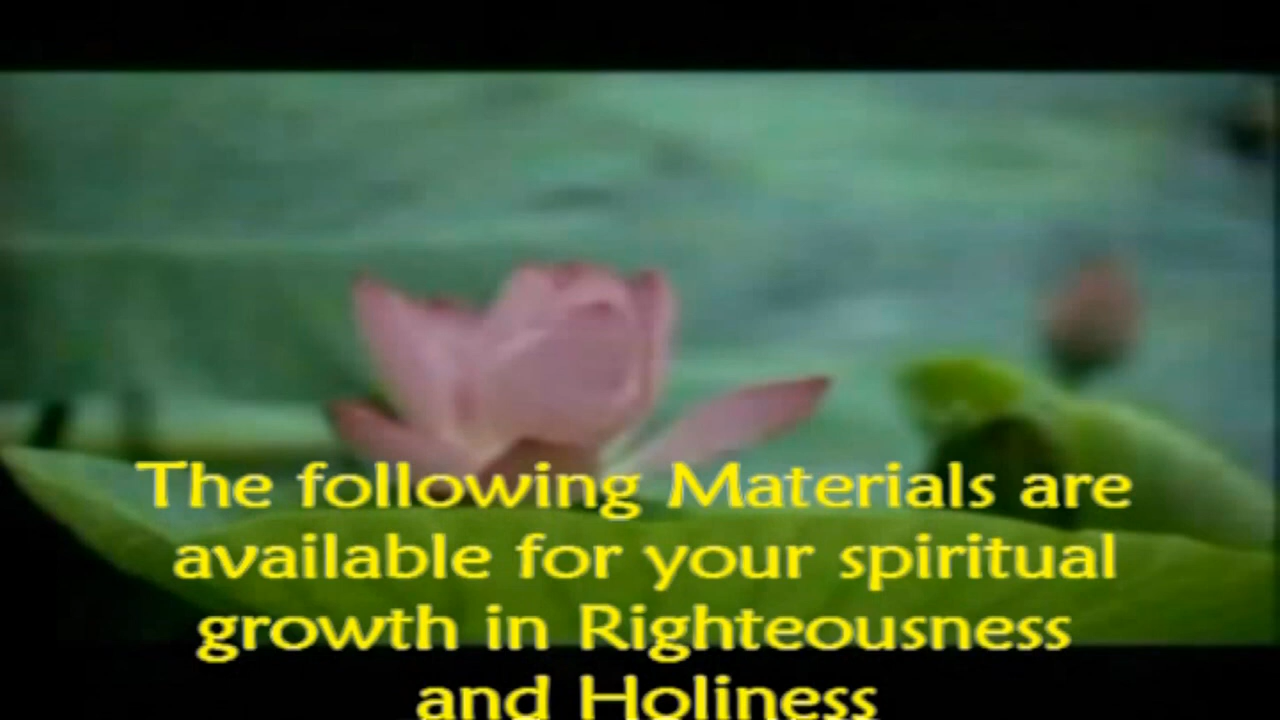 The following Materials are
available for your spiritual
growth in Righteousness
and Holiness